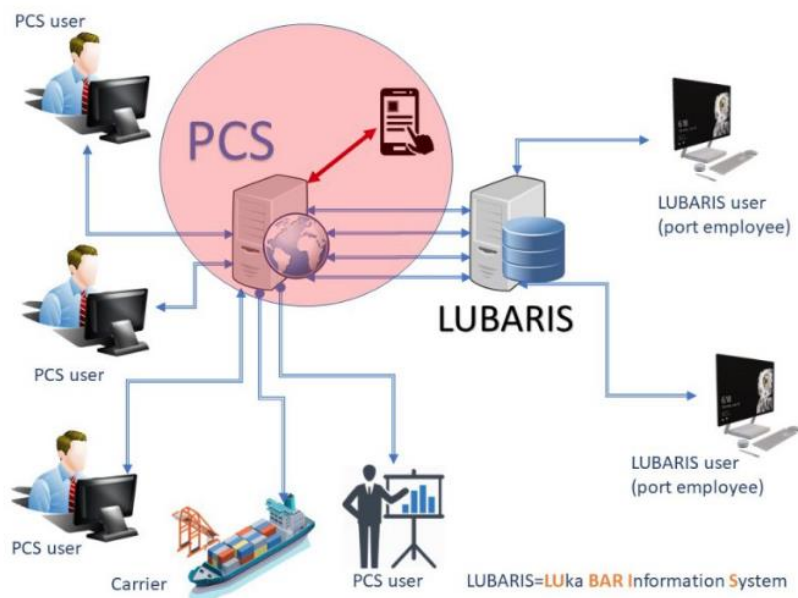 PCS user
PCS
LUBARIS user
(port employee)
PCS user
LUBARIS
PCS user
Carrier
PCS user
LUBARIS user
(port employee)
LUBARIS=LUka BAR Information System